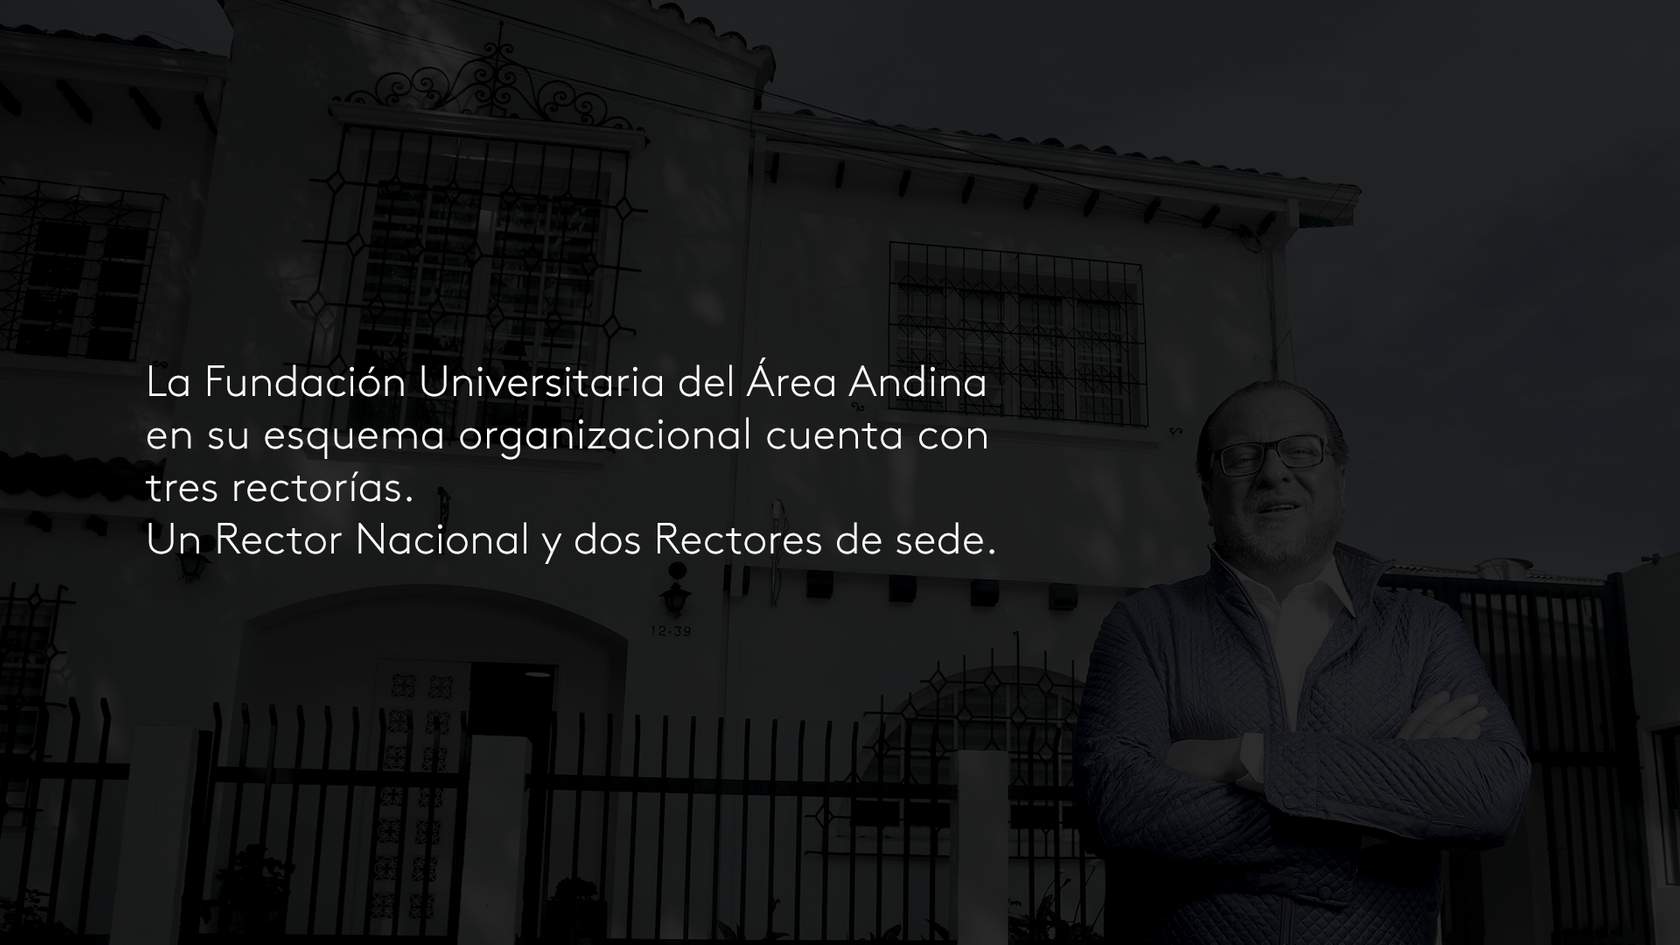 La Fundación Universitaria del Área Andina
en su esquema organizacional cuenta con
tres rectorías.
Un Rector Nacional y dos Rectores de sede.
12-39